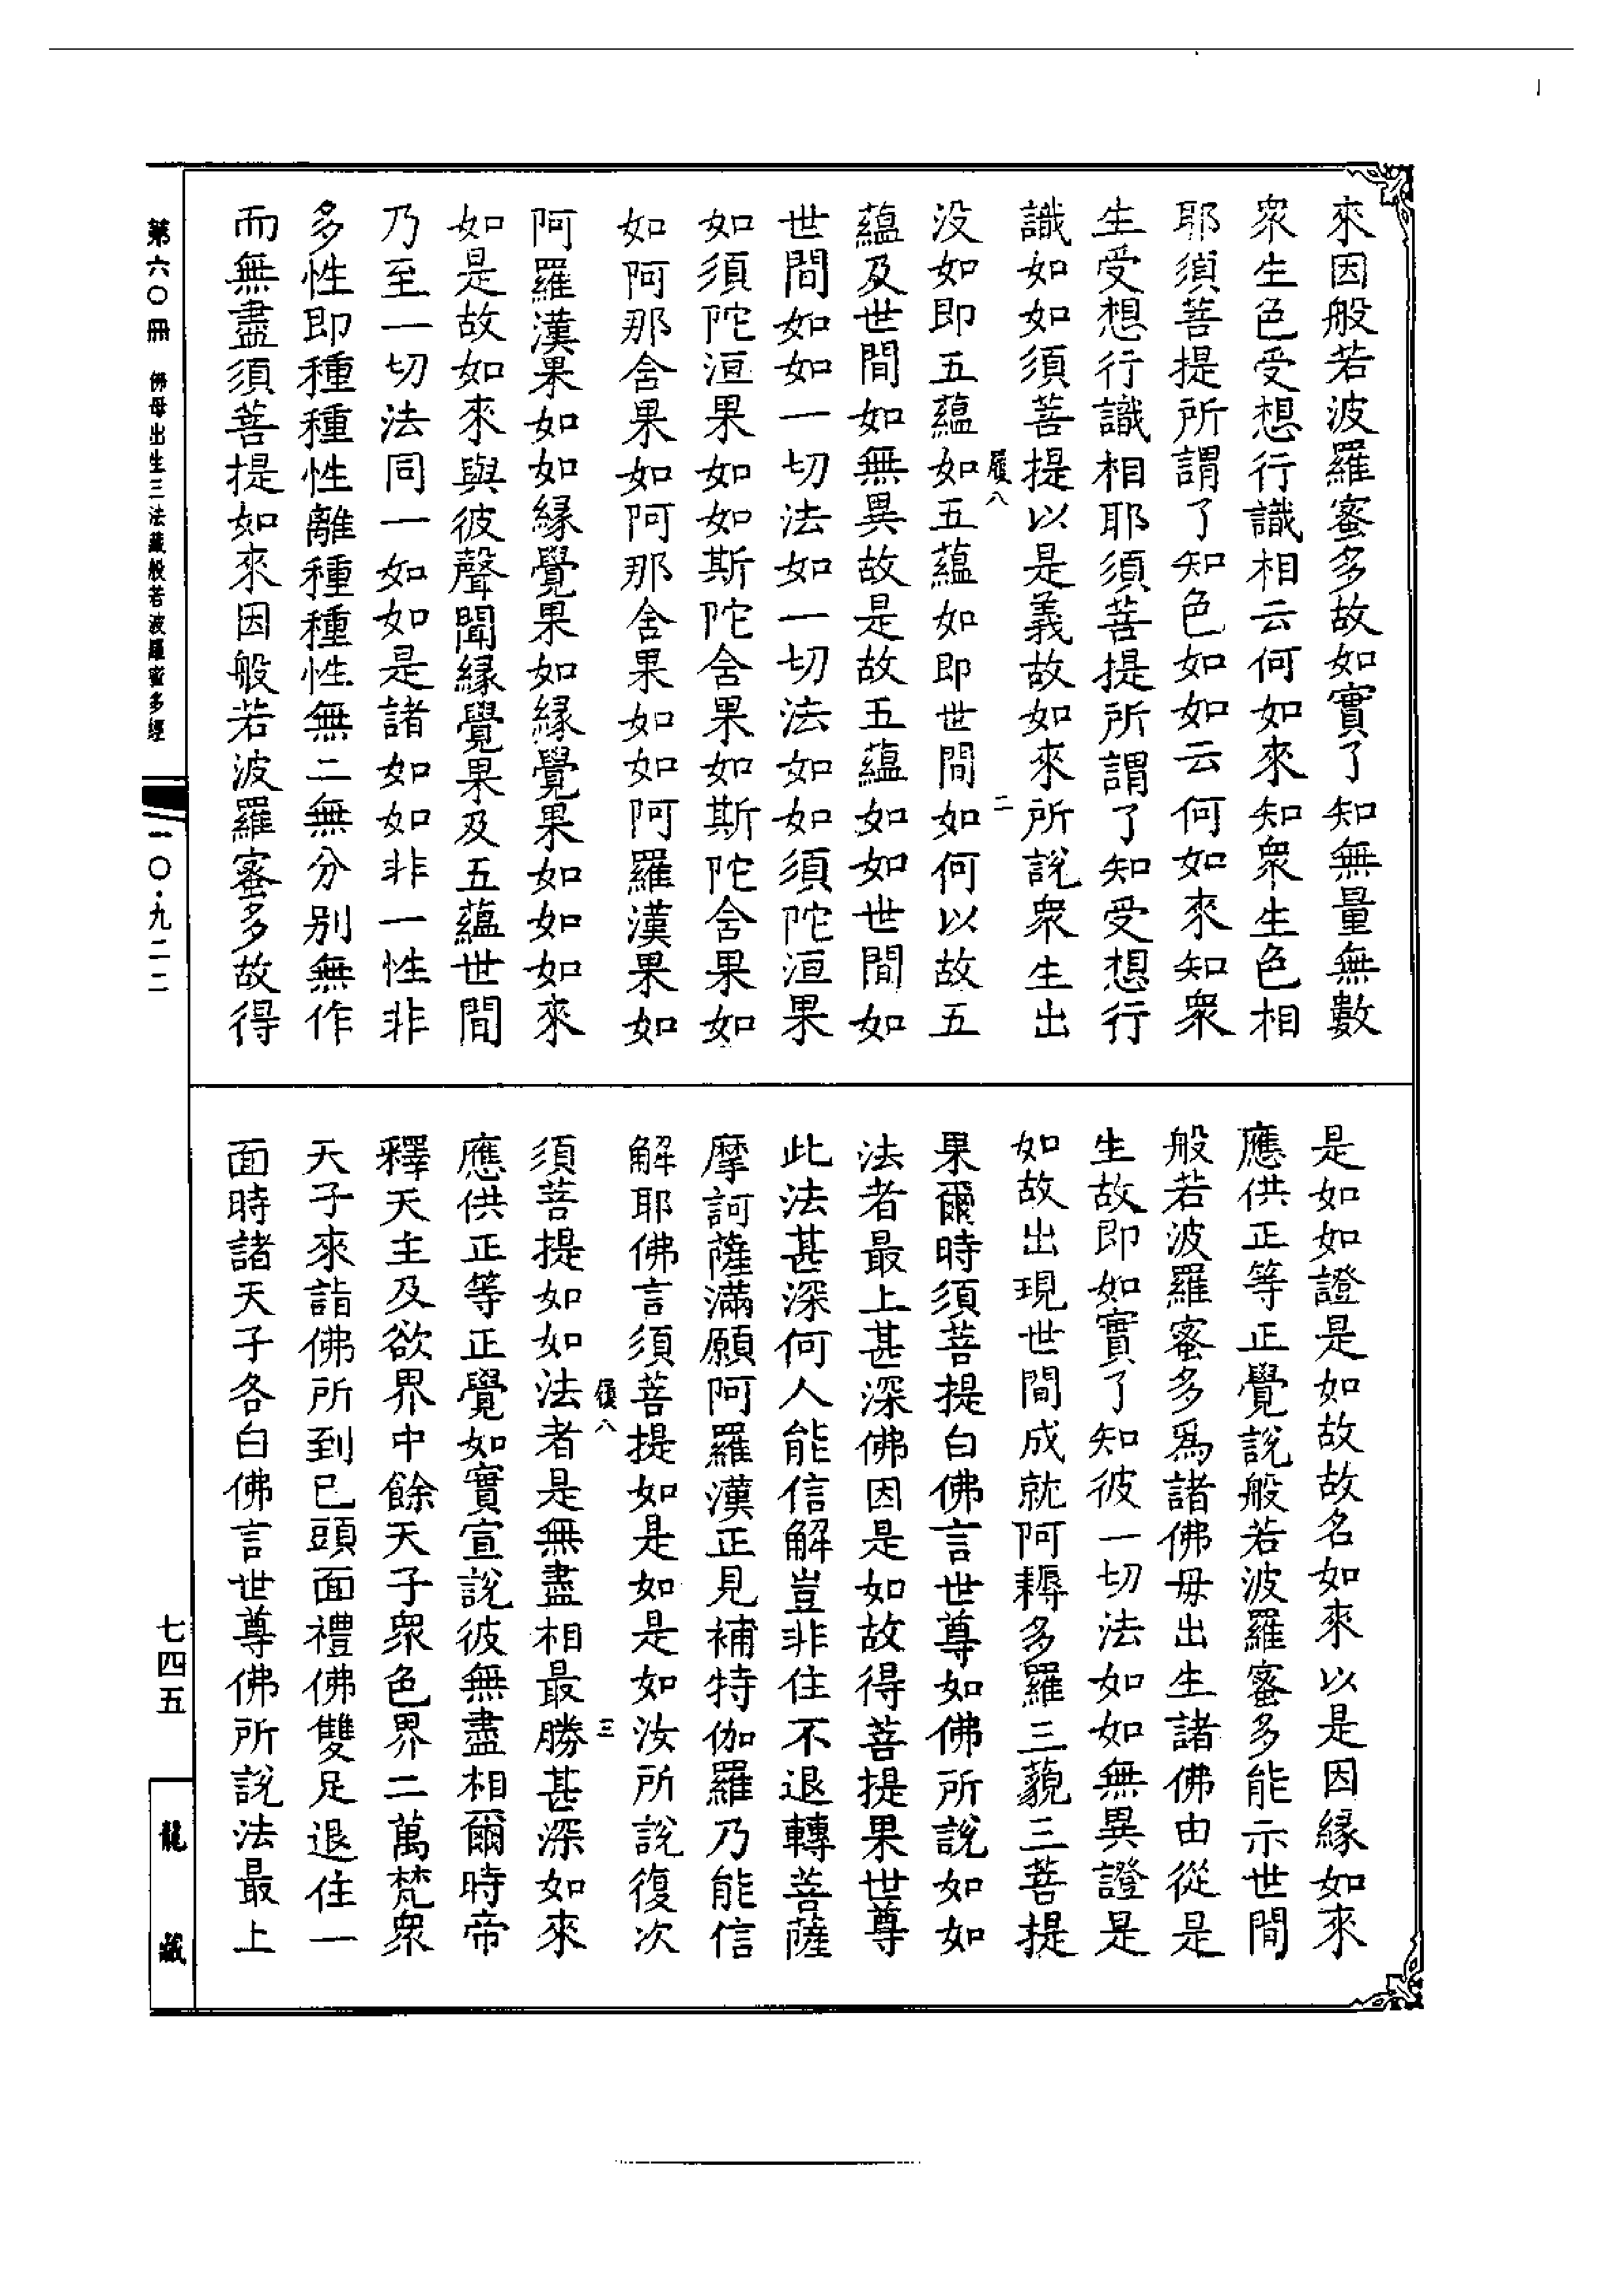 來因般若波羅蜜多故如實了知無量無數
衆生色受想行識相云何如來知衆生色相
耶須菩提所謂了知色如如云何如來知衆
生受想行識相耶須菩提所謂了知受想行
識如如須菩提以是義故如來所說衆生出
履八
二
没如即五蘊如五蘊如即世間如何以故五
蘊及世間如無異故是故五蘊如如世間如
世間如如一切法如一切法如如須陀洹果
如須陀洹果如如斯陀含果如斯陀含果如
如阿那含果如阿那含果如如阿羅漢果如
阿羅漢果如如緣覺果如緣覺果如如如來
如是故如來與彼聲聞緣覺果及五蘊世間
乃至一切法同一如如是諸如如非一性非
多性即種種性離種種性無二無分别無作
而無盡須菩提如來因般若波羅蜜多故得
是如如證是如故故名如來以是因緣如來
應供正等正覺說般若波羅蜜多能示世間
般若波羅蜜多爲諸佛母出生諸佛由從是
生故即如實了知彼一切法如如無異證是
如故出現世間成就阿耨多羅三藐三菩提
果爾時須菩提白佛言世尊如佛所說如如
法者最上甚深佛因是如故得菩提果世尊
此法甚深何人能信解豈非住不退轉菩薩
摩訶薩滿願阿羅漢正見補特伽羅乃能信
解耶佛言須菩提如是如是如汝所說復次
履八
三
須菩提如如法者是無盡相最勝甚深如來
應供正等正覺如實宣說彼無盡相爾時帝
釋天主及欲界中餘天子衆色界二萬梵衆
天子來詣佛所到已頭面禮佛雙足退住一
面時諸天子各白佛言世尊佛所說法最上
第六〇冊 佛母出生三法藏般若波羅蜜多經
一〇·九二二
七四五
龍藏